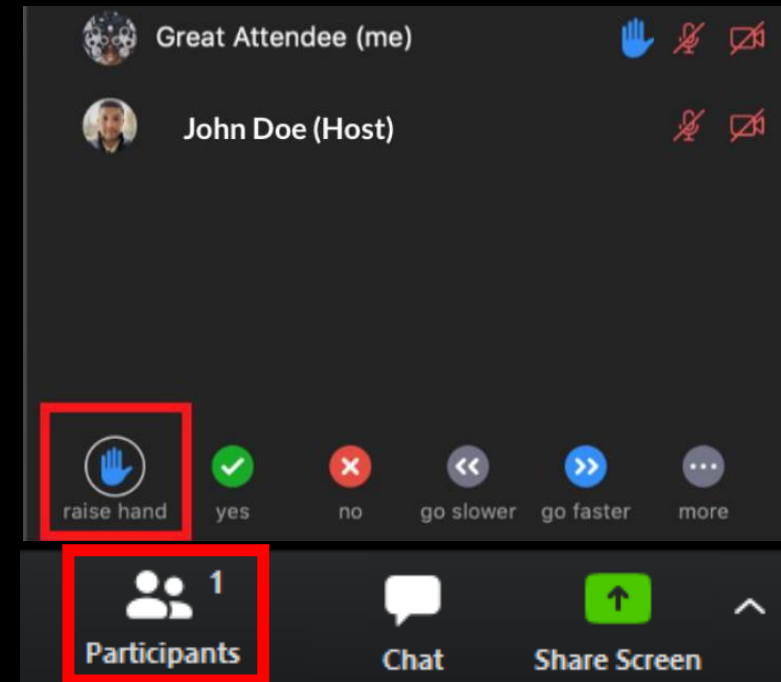 Great Attendee (me)
John Doe (Host)
raise hand yes no go slower go faster more
1
Participants Chat Share Screen